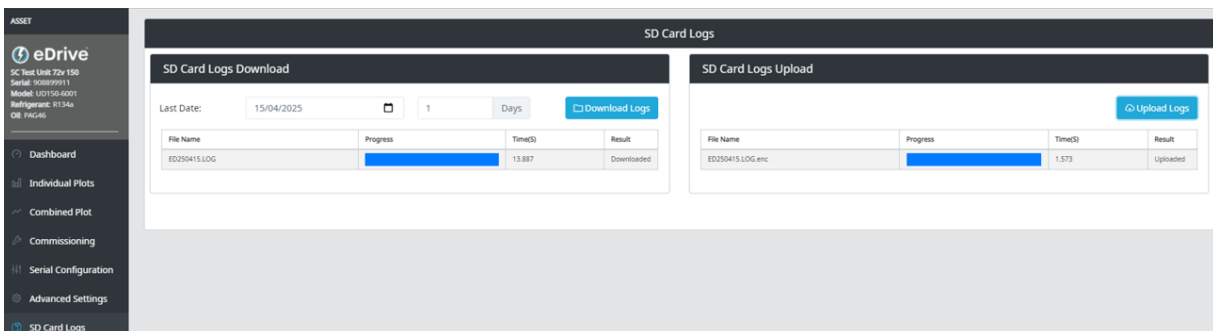 ASSET
eDrive
SC Test Unit 72v 150
Serial: 908899911
Model: UD150-6001
Refrigerant: R134a
Oil: PAG46
Dashboard
Individual Plots
Combined Plot
Commissioning
Serial Configuration
Advanced Settings
SD Card Logs
SD Card Logs
SD Card Logs Download
Last Date: 15/04/2025 1 Days Download Logs
File Name Progress Time(S) Result
ED250415.LOG 13.887 Downloaded
SD Card Logs Upload
Upload Logs
File Name Progress Time(S) Result
ED250415.LOG.enc 1.573 Uploaded